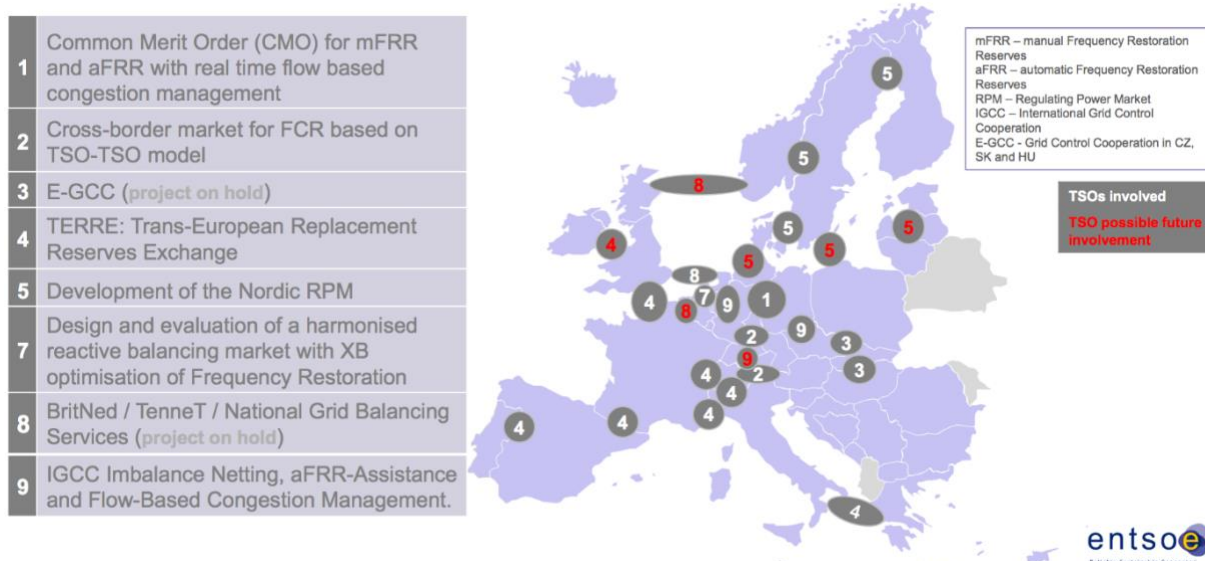 1
Common Merit Order (CMO) for mFRR
and aFRR with real time flow based
congestion management
2
Cross-border market for FCR based on
TSO-TSO model
3
E-GCC (project on hold)
4
TERRE: Trans-European Replacement
Reserves Exchange
5
Development of the Nordic RPM
7
Design and evaluation of a harmonised
reactive balancing market with XB
optimisation of Frequency Restoration
8
BritNed / TenneT / National Grid Balancing
Services (project on hold)
9
IGCC Imbalance Netting, aFRR-Assistance
and Flow-Based Congestion Management.
mFRR – manual Frequency Restoration
Reserves
aFRR – automatic Frequency Restoration
Reserves
RPM – Regulating Power Market
IGCC – International Grid Control
Cooperation
E-GCC - Grid Control Cooperation in CZ,
SK and HU
TSOs involved
TSO possible future
involvement
5
5
8
5
5
4
5
5
8
5
4
8
7
9
1
2
9
3
9
3
4
2
4
4
4
4
4
entsoe